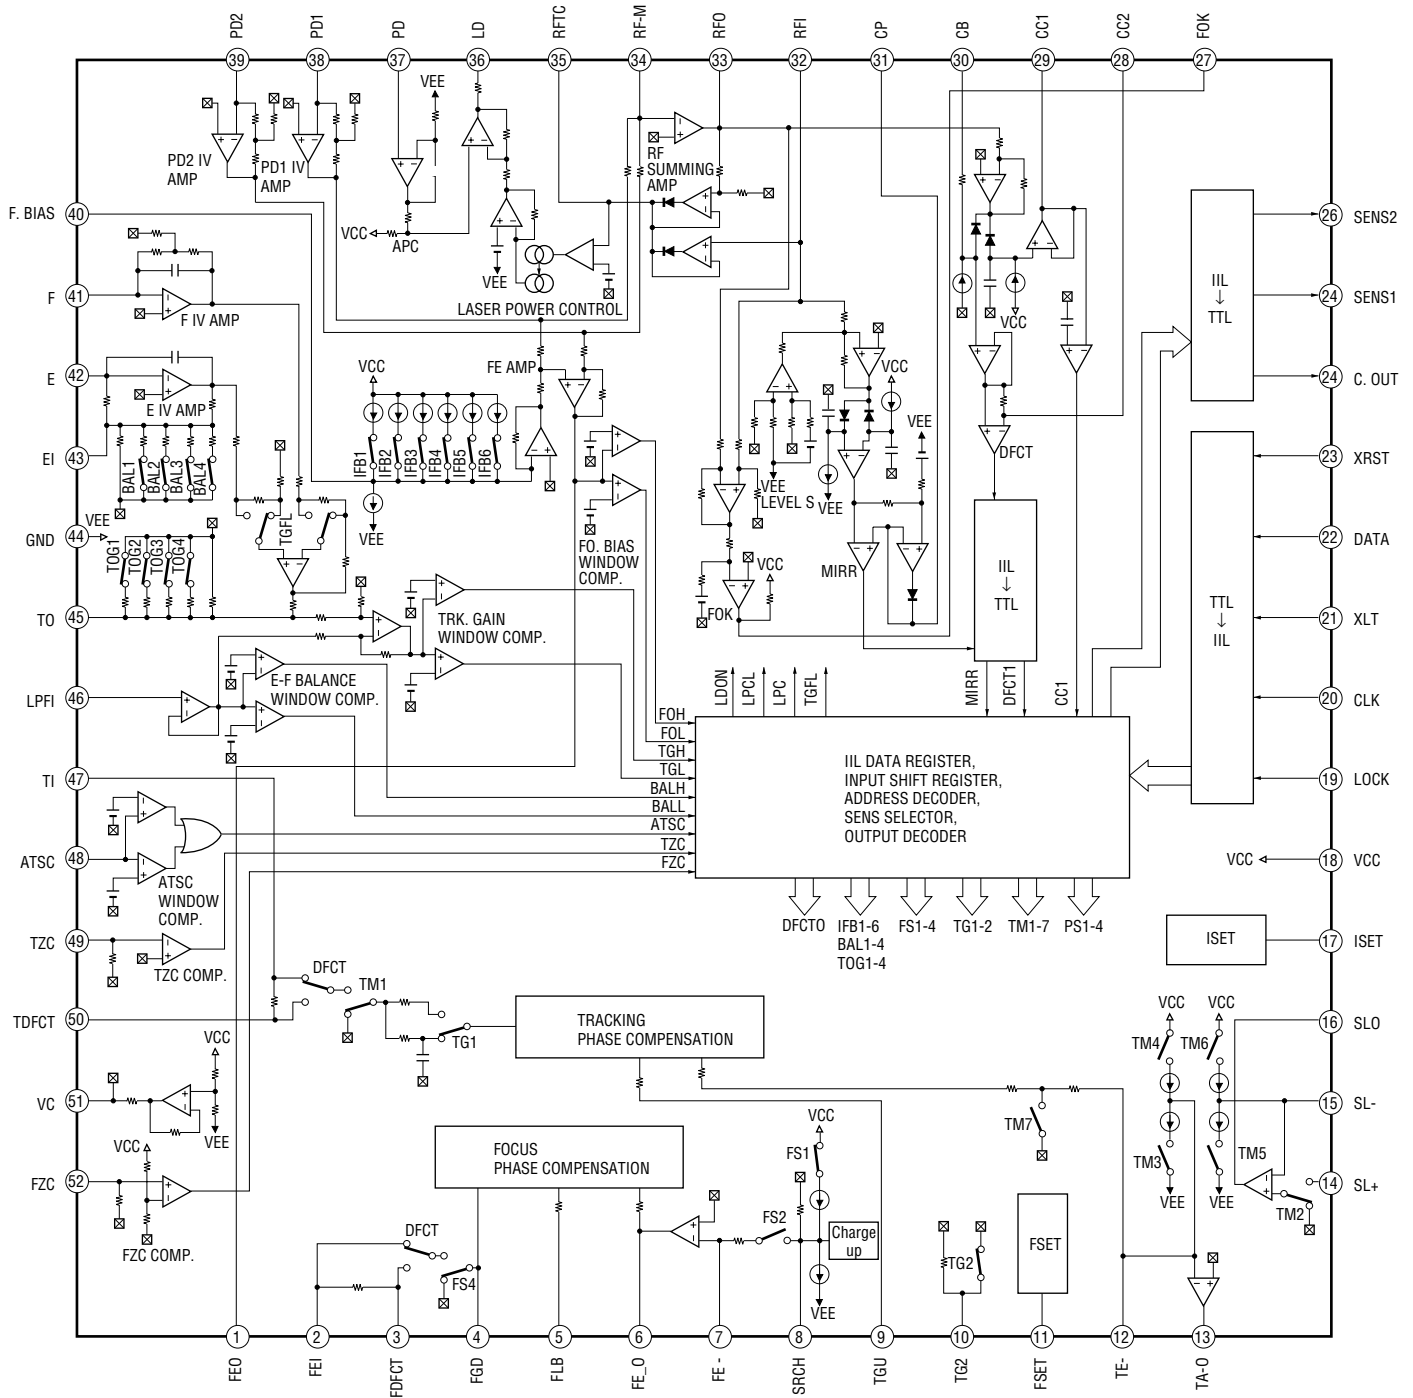 PD2
PD1
PD
LD
RFTC
RF-M
RFO
RFI
CP
CB
CC1
CC2
FOK
39
38
37
36
35
34
33
32
31
30
29
28
27
VEE
PD2 IV
AMP
PD1 IV
AMP
RF
SUMMING
AMP
F. BIAS
40
VCC
APC
VEE
LASER POWER CONTROL
26
SENS2
IIL
↓
TTL
F
41
F IV AMP
24
SENS1
VCC
E
42
E IV AMP
VCC
FE AMP
VCC
VEE
24
C. OUT
EI
43
BAL1
BAL2
BAL3
BAL4
IFB1
IFB2
IFB3
IFB4
IFB5
IFB6
DFCT
23
XRST
VEE
LEVEL S
VEE
GND
44
VEE
TOG1
TOG2
TOG3
TOG4
TGFL
VEE
FO. BIAS
WINDOW
COMP.
MIRR
VCC
FOK
IIL
↓
TTL
22
DATA
TO
45
TRK. GAIN
WINDOW COMP.
TTL
↓
IIL
21
XLT
LPFI
46
E-F BALANCE
WINDOW COMP.
LDON
LPCL
LPC
TGFL
MIRR
DFCT1
CC1
20
CLK
FOH
FOL
TGH
TGL
BALH
BALL
ATSC
TZC
FZC
IIL DATA REGISTER,
INPUT SHIFT REGISTER,
ADDRESS DECODER,
SENS SELECTOR,
OUTPUT DECODER
TI
47
19
LOCK
ATSC
48
ATSC
WINDOW
COMP.
VCC
18
VCC
DFCTO
IFB1-6
BAL1-4
TOG1-4
FS1-4
TG1-2
TM1-7
PS1-4
TZC
49
TZC COMP.
ISET
17
ISET
DFCT
TM1
TG1
TDFCT
50
TRACKING
PHASE COMPENSATION
VCC
VCC
TM4
TM6
16
SLO
VC
51
VCC
VEE
TM7
15
SL-
FOCUS
PHASE COMPENSATION
VCC
FS1
TM3
TM5
VEE
VEE
FZC
52
VCC
FZC COMP.
14
SL+
TM2
DFCT
FS4
FS2
Charge
up
VEE
TG2
FSET
1
2
3
4
5
6
7
8
9
10
11
12
13
FEO
FEI
FDFCT
FGD
FLB
FE_O
FE -
SRCH
TGU
TG2
FSET
TE-
TA-O